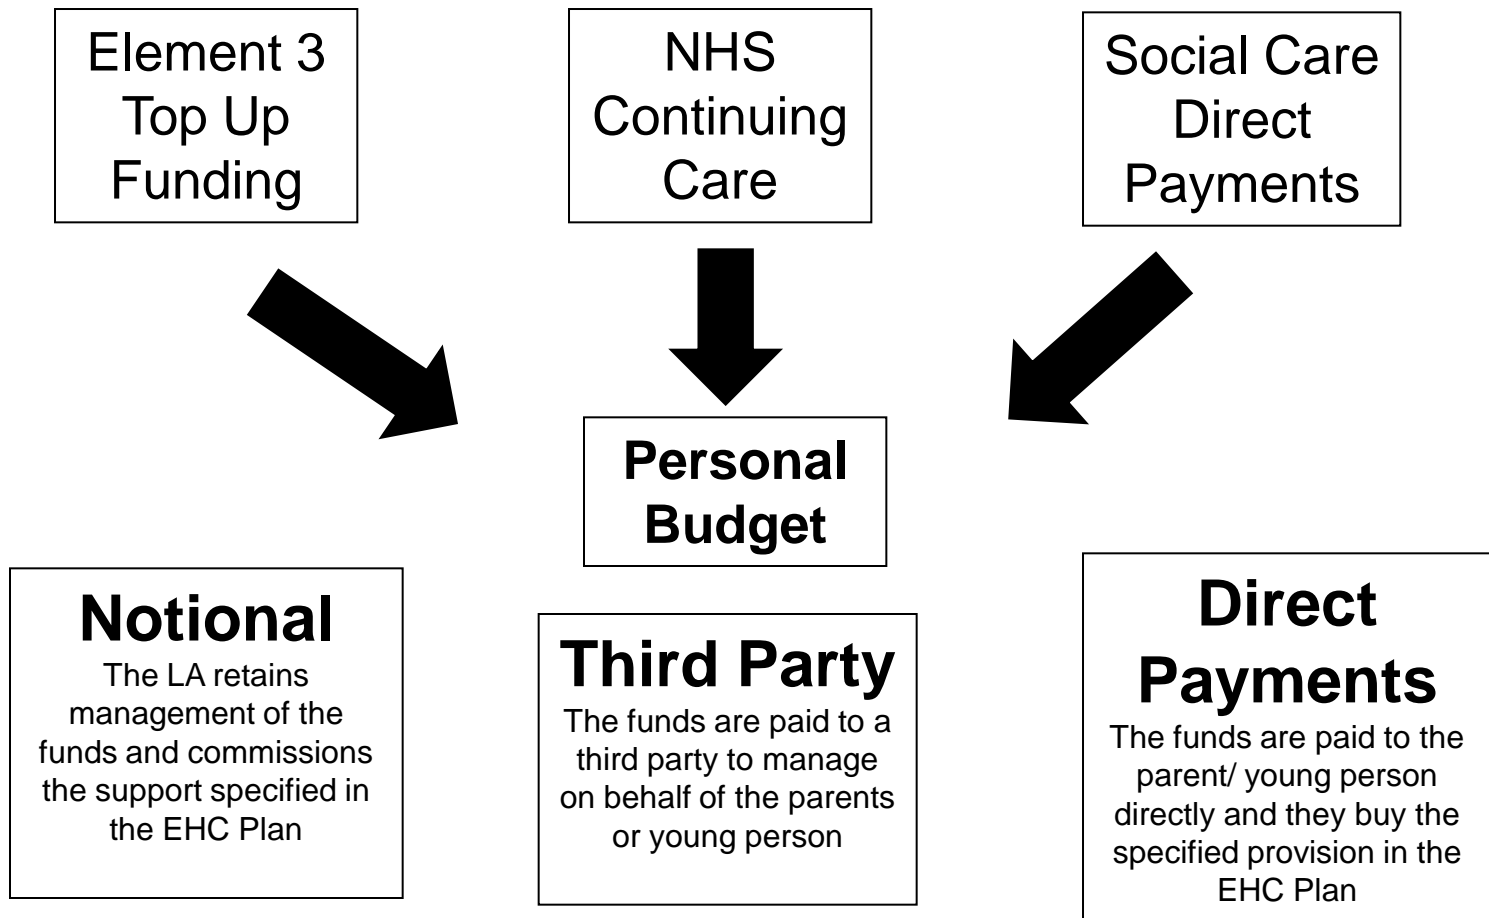 Element 3
Top Up
Funding
NHS
Continuing
Care
Social Care
Direct
Payments
Personal
Budget
Notional
The LA retains
management of the
funds and commissions
the support specified in
the EHC Plan
Third Party
The funds are paid to a
third party to manage
on behalf of the parents
or young person
Direct
Payments
The funds are paid to the
parent/ young person
directly and they buy the
specified provision in the
EHC Plan